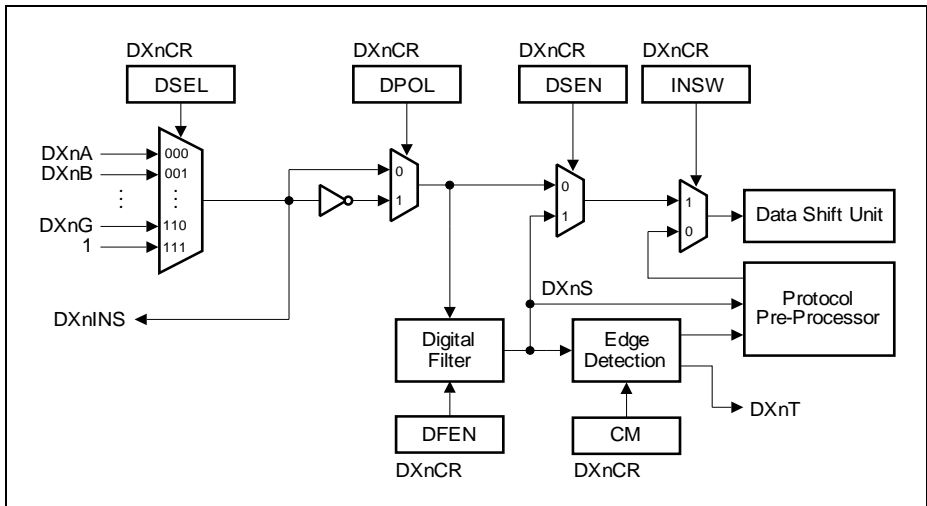 DXnCR
DXnCR
DXnCR
DXnCR
DSEL
DPOL
DSEN
INSW
DXnA
000
DXnB
001
0
0
1
1
1
0
DXnG
110
1
111
Data Shift Unit
DXnS
Protocol
Pre-Processor
DXnINS
Digital
Filter
Edge
Detection
DXnT
DFEN
CM
DXnCR
DXnCR